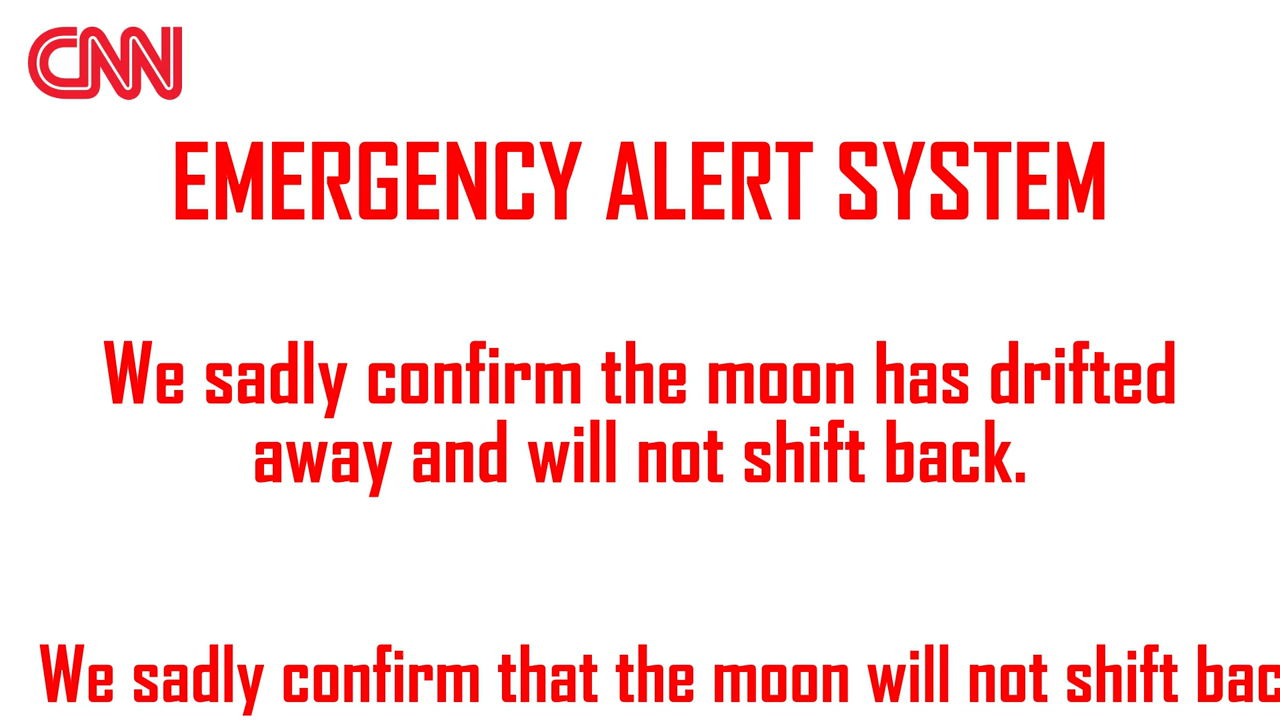 CNN
EMERGENCY ALERT SYSTEM
We sadly confirm the moon has drifted
away and will not shift back.
We sadly confirm that the moon will not shift bac